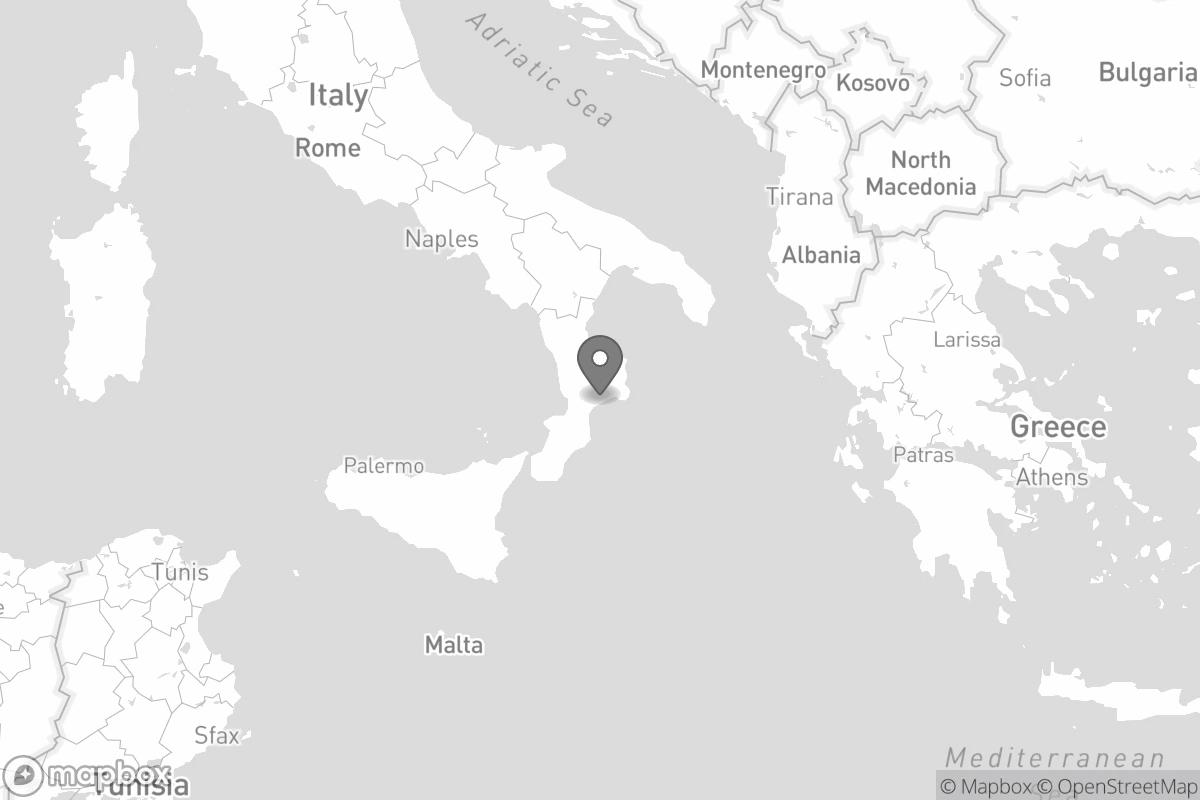 Adriatic Sea
Montenegro
Kosovo
Sofia
Bulgaria
Italy
Rome
North
Macedonia
Tirana
Naples
Albania
Larissa
Greece
Patras
Palermo
Athens
Tunis
e
Malta
Sfax
Mediterranean
mapbox
Tunisia
© Mapbox © OpenStreetMap